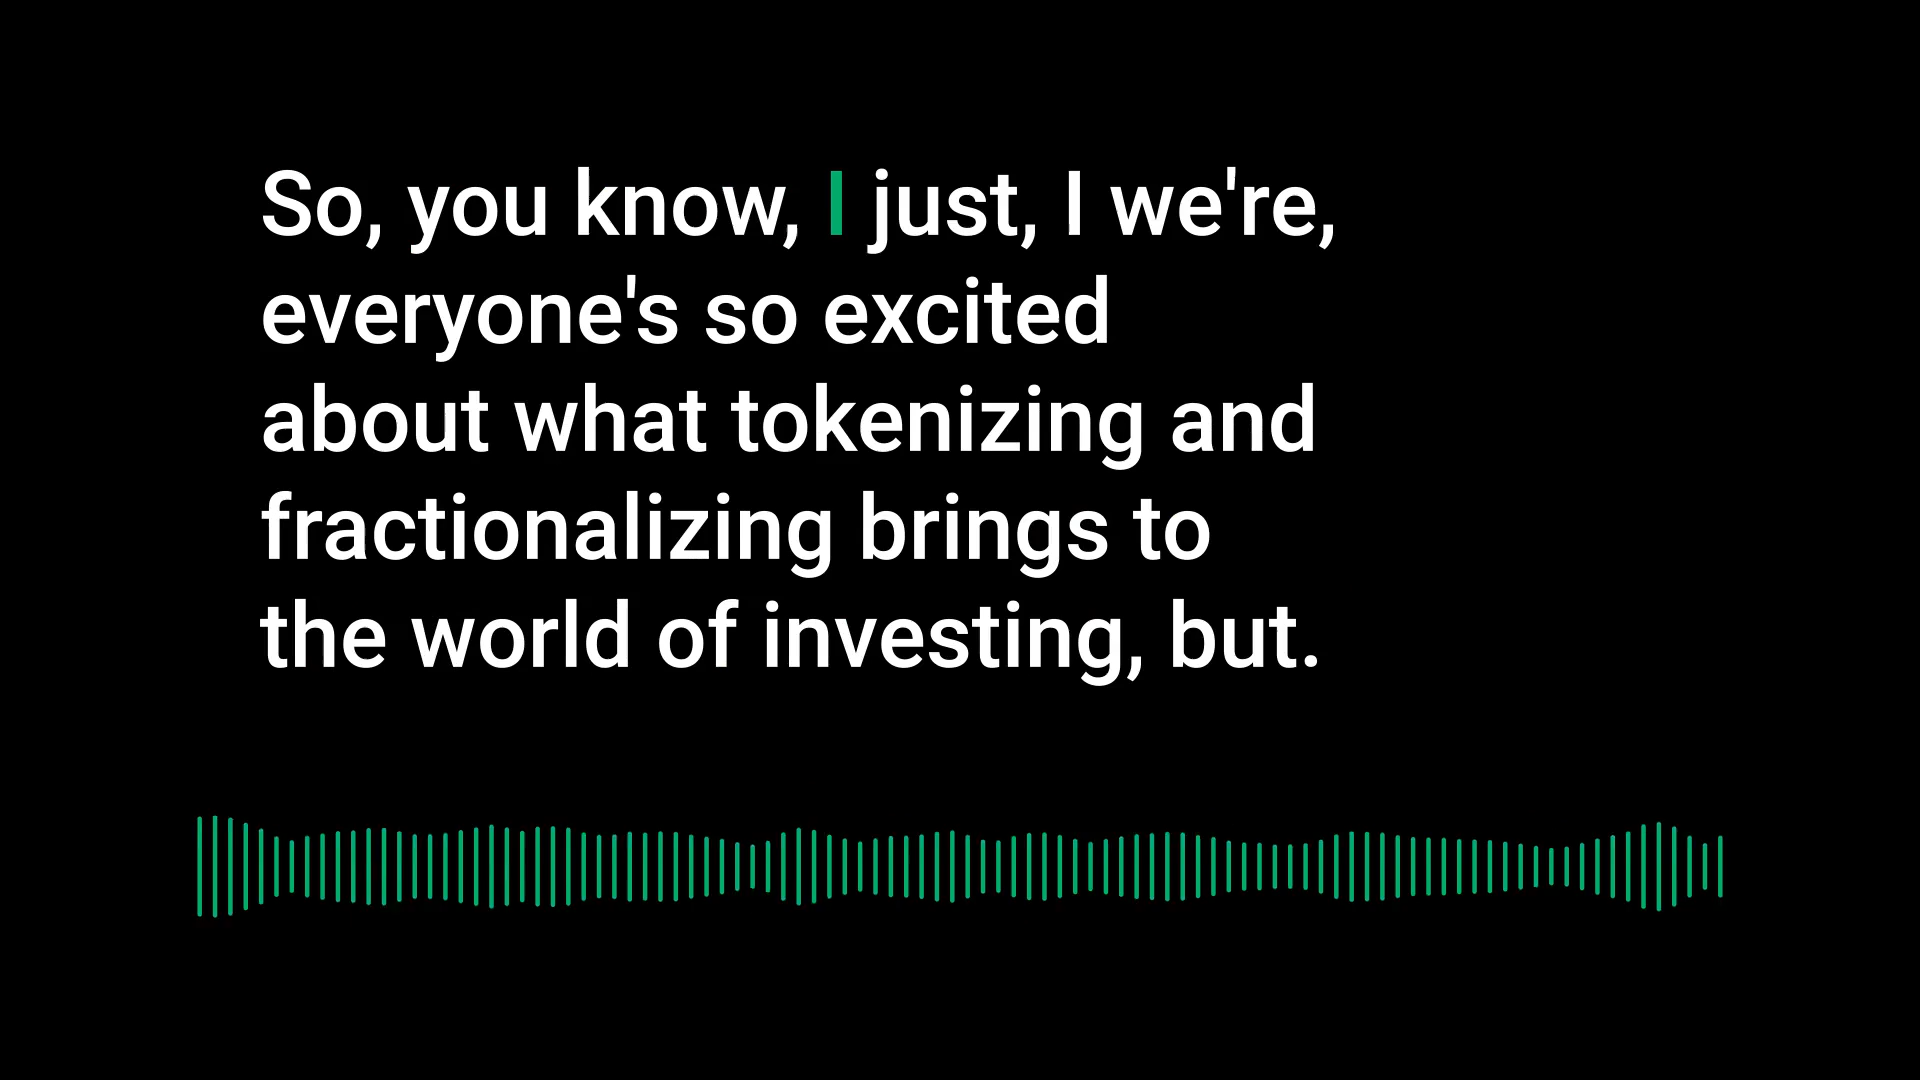 So, you know, I just, I we're,
everyone's so excited
about what tokenizing and
fractionalizing brings to
the world of investing, but.